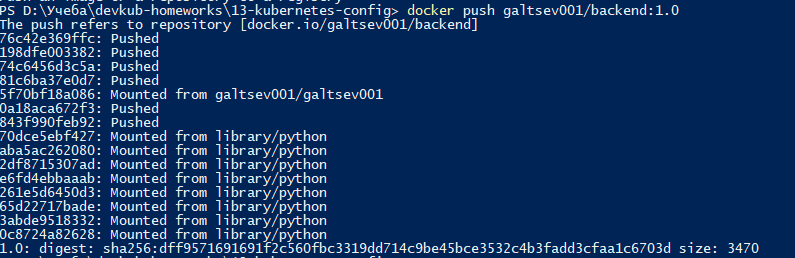 PS D:\Учеба\devkub-homeworks\13-kubernetes-config> docker push galtsev001/backend:1.0
The push refers to repository [docker.io/galtsev001/backend]
76c42e369ffc: Pushed
198dfe003382: Pushed
74c6456d3c5a: Pushed
81c6ba37e0d7: Pushed
5f70bf18a086: Mounted from galtsev001/galtsev001
0a18aca672f3: Pushed
843f990feb92: Pushed
70dce5ebf427: Mounted from library/python
aba5ac262080: Mounted from library/python
2df8715307ad: Mounted from library/python
e6fd4ebbaaab: Mounted from library/python
261e5d6450d3: Mounted from library/python
65d22717bade: Mounted from library/python
3abde9518332: Mounted from library/python
0c8724a82628: Mounted from library/python
1.0: digest: sha256:dff9571691691f2c560fbc3319dd714c9be45bce3532c4b3fadd3cfaa1c6703d size: 3470